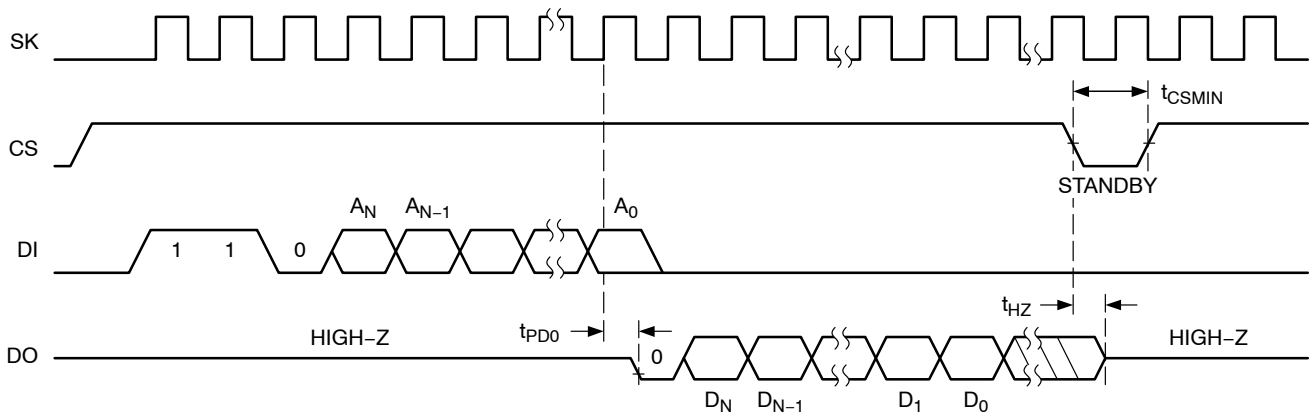 SK
t_CSMIN
CS
STANDBY
A_N A_N−1 A_0
DI 1 1 0
t_HZ
HIGH−Z t_PD0 HIGH−Z
DO 0
D_N D_N−1 D_1 D_0